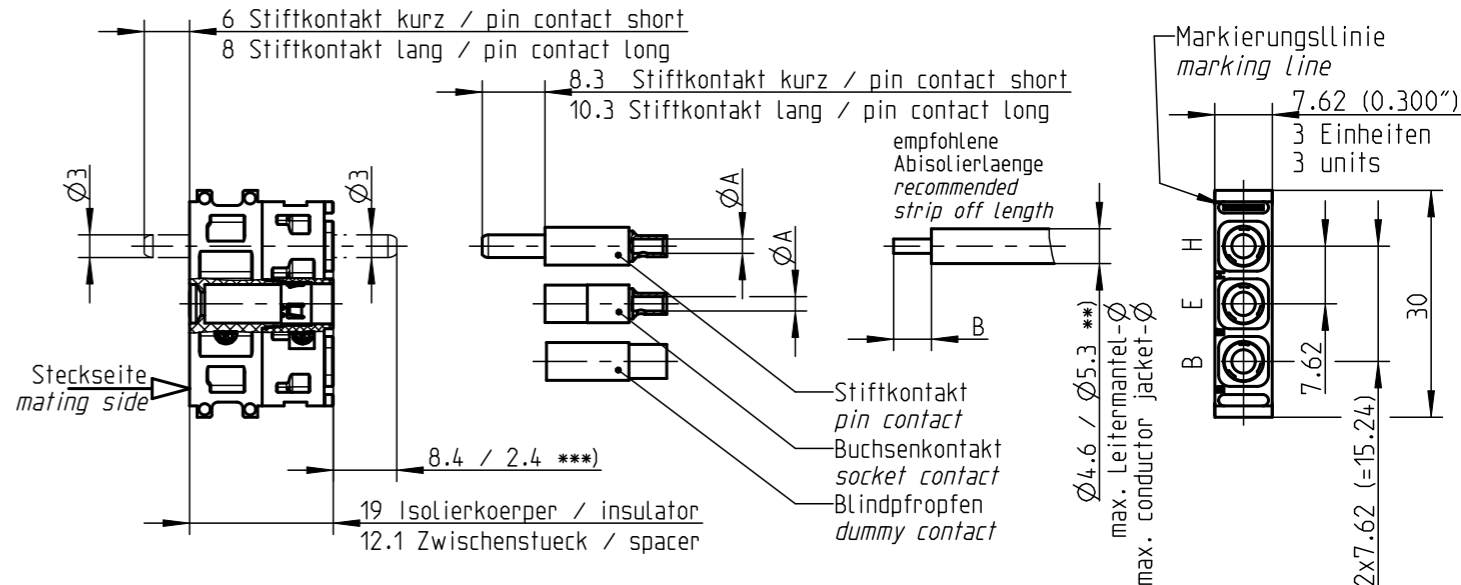 6 Stiftkontakt kurz / pin contact short
8 Stiftkontakt lang / pin contact long
8.3 Stiftkontakt kurz / pin contact short
10.3 Stiftkontakt lang / pin contact long
Markierungsllinie
marking line
7.62 (0.300")
3 Einheiten
3 units
empfohlene
Abisolierlaenge
recommended
strip off length
Ø3
Ø3
ØA
ØA
B
H
E
B
7.62
30
2x7.62 (=15.24)
Ø4.6 / Ø5.3 **)
max. Leitermantel-Ø
max. conductor jacket-Ø
Steckseite
mating side
Stiftkontakt
pin contact
Buchsenkontakt
socket contact
Blindpfropfen
dummy contact
8.4 / 2.4 ***)
19 Isolierkoerper / insulator
12.1 Zwischenstueck / spacer